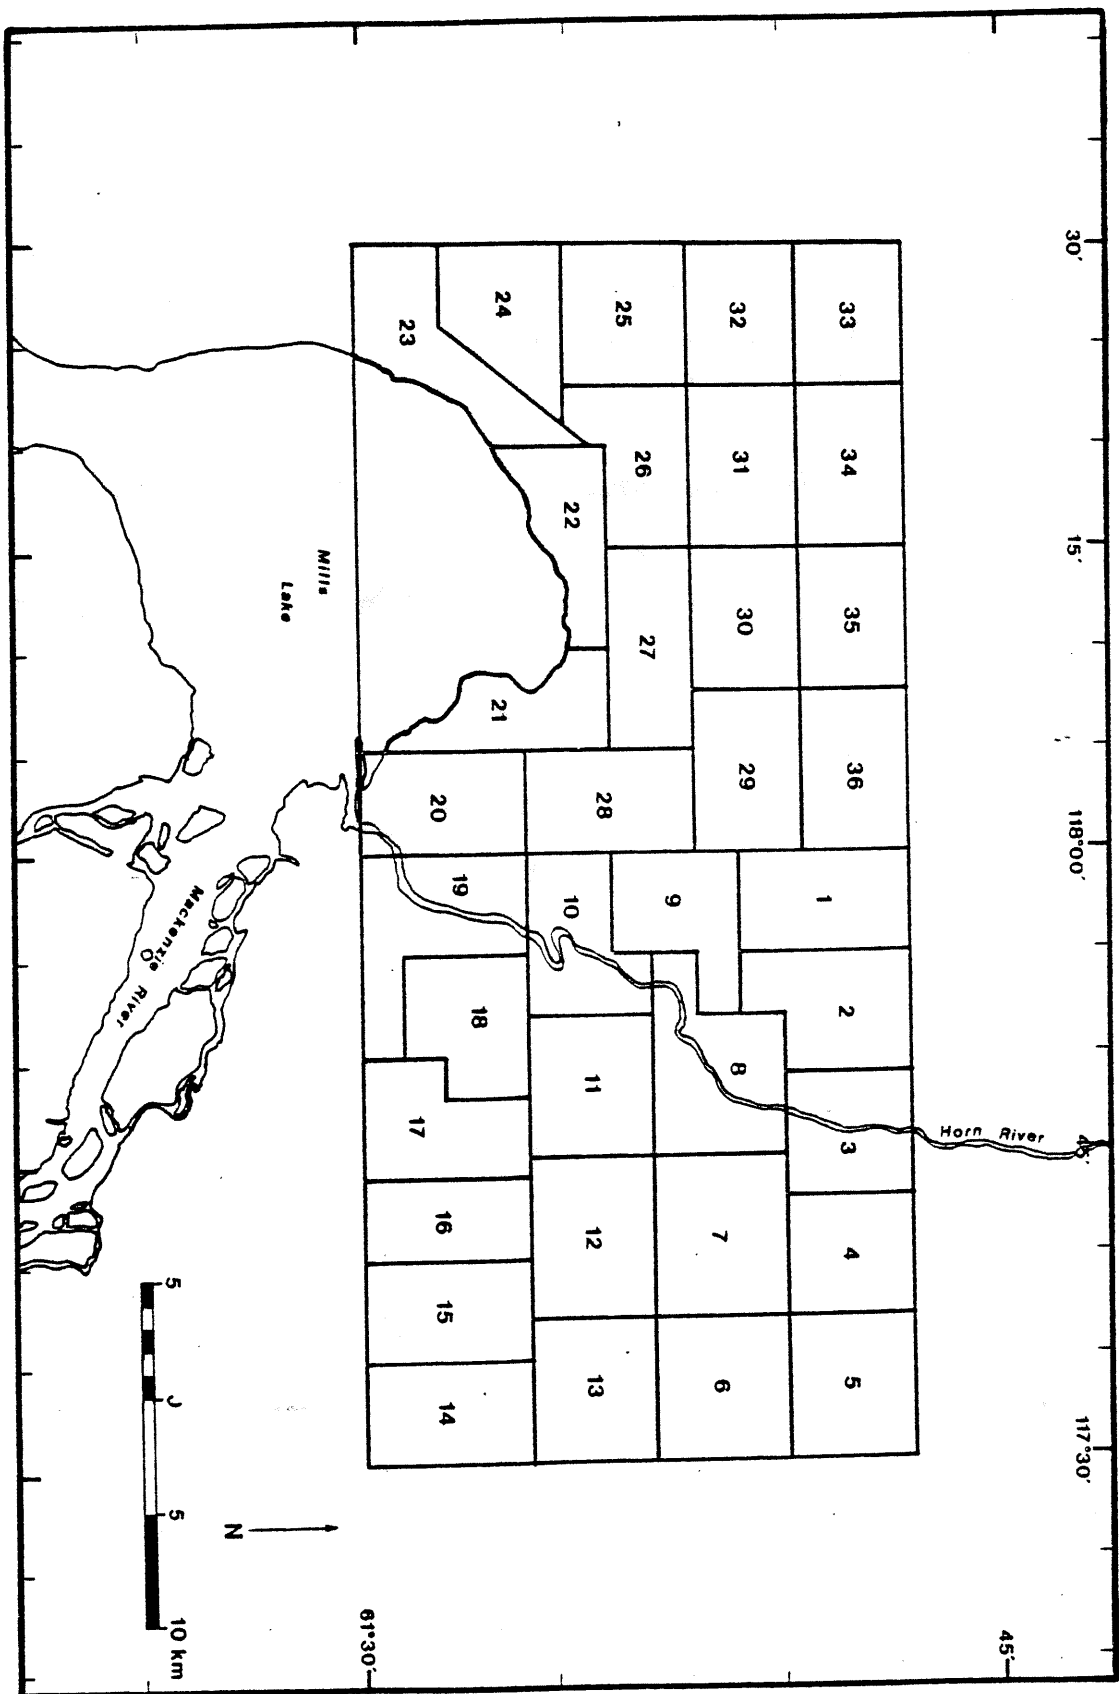 30′
15′
118°00′
45′
117°30′
45′
Horn River
33 34 35 36 1 2 3 4 5
32 31 30 29 9 8 7 6
25 26 27 28 10 11 12 13
24 22
23 21 20 19 18 17 16 15 14
61°30′
Mills
Lake
Mackenzie River
N
5 0 5 10 km